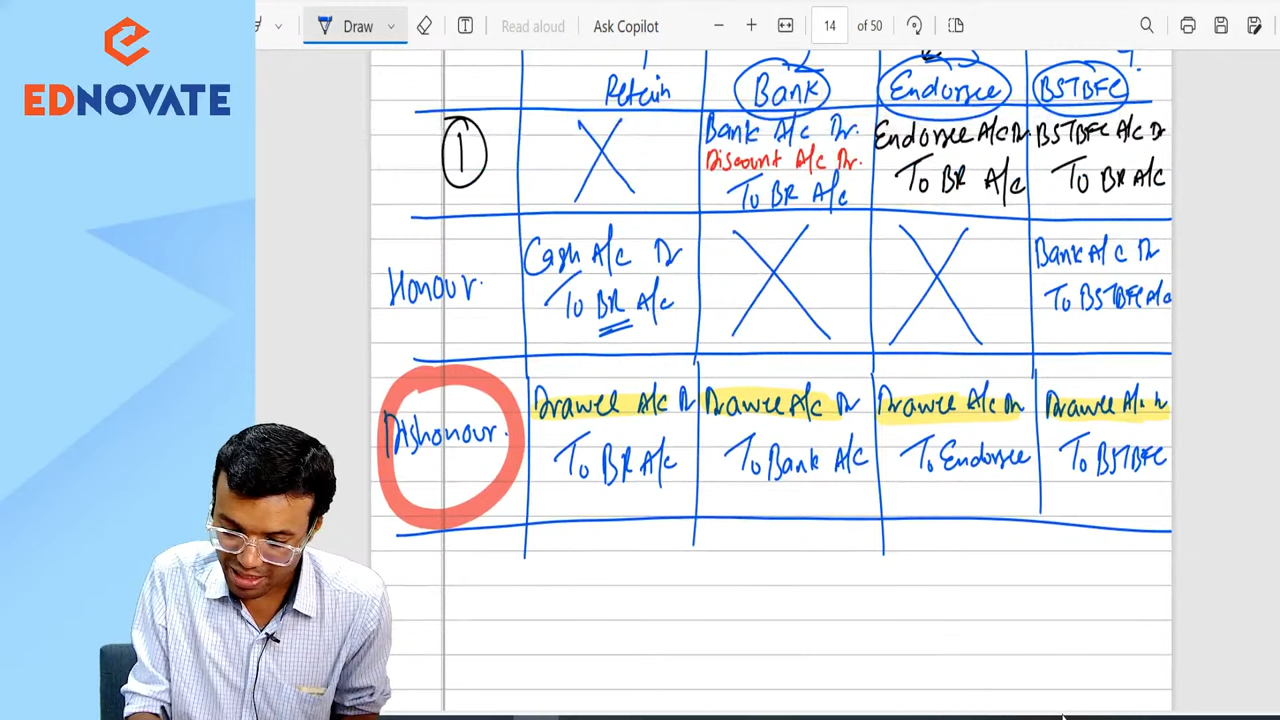 Draw
Read aloud
Ask Copilot
14 of 50
EDNOVATE
Retain
Bank
Endorsee
BSTBFC
1
Bank A/c Dr.
Discount A/c Dr.
To BR A/c
Endorsee A/c Dr
To BR A/c
BSTBFC A/c Dr
To BR A/c
Honour.
Cash A/c Dr
To BR A/c
Bank A/c Dr
To BSTBFC A/c
Dishonour.
Drawee A/c Dr
To BR A/c
Drawee A/c Dr
To Bank A/c
Drawee A/c Dr
To Endorsee
Drawee A/c Dr
To BSTBFC